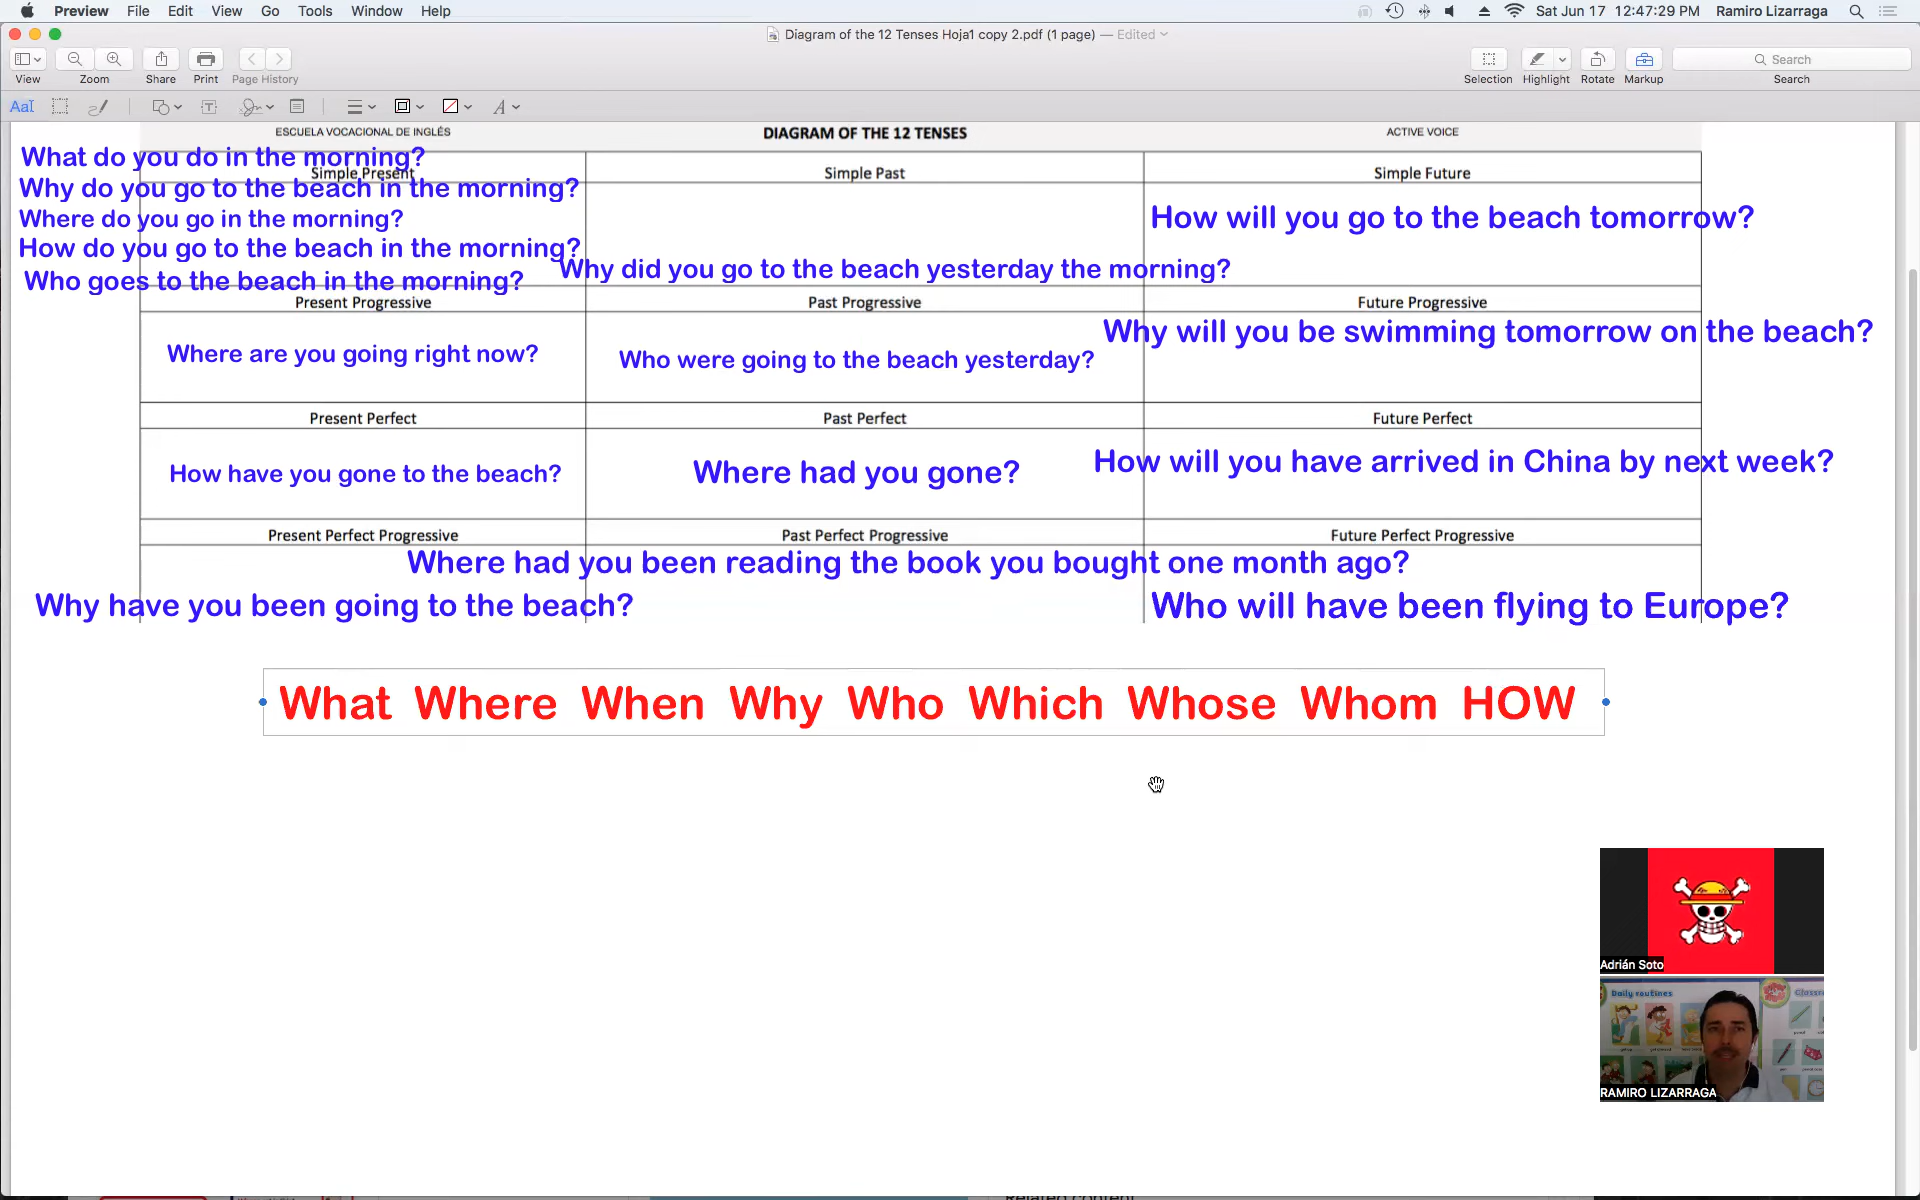 Preview File Edit View Go Tools Window Help Sat Jun 17 12:47:29 PM Ramiro Lizarraga
Diagram of the 12 Tenses Hoja1 copy 2.pdf (1 page) — Edited
View Zoom Share Print Page History Selection Highlight Rotate Markup Search
Search
AaI
ESCUELA VOCACIONAL DE INGLÉS DIAGRAM OF THE 12 TENSES ACTIVE VOICE
What do you do in the morning?
Simple Present Simple Past Simple Future
Why do you go to the beach in the morning?
Where do you go in the morning?
How will you go to the beach tomorrow?
How do you go to the beach in the morning?
Why did you go to the beach yesterday the morning?
Who goes to the beach in the morning?
Present Progressive Past Progressive Future Progressive
Why will you be swimming tomorrow on the beach?
Where are you going right now?
Who were going to the beach yesterday?
Present Perfect Past Perfect Future Perfect
How have you gone to the beach?
Where had you gone?
How will you have arrived in China by next week?
Present Perfect Progressive Past Perfect Progressive Future Perfect Progressive
Where had you been reading the book you bought one month ago?
Why have you been going to the beach?
Who will have been flying to Europe?
What Where When Why Who Which Whose Whom HOW
Adrián Soto
Daily routines
RAMIRO LIZARRAGA